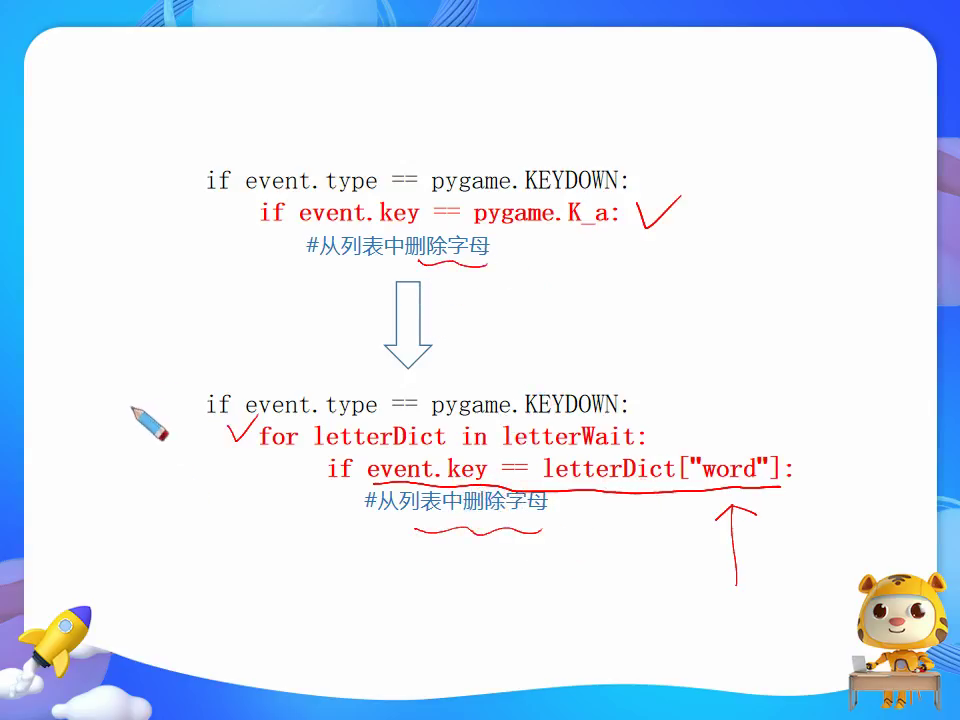 if event.type == pygame.KEYDOWN:
if event.key == pygame.K_a:
#从列表中删除字母
if event.type == pygame.KEYDOWN:
for letterDict in letterWait:
if event.key == letterDict["word"]:
#从列表中删除字母